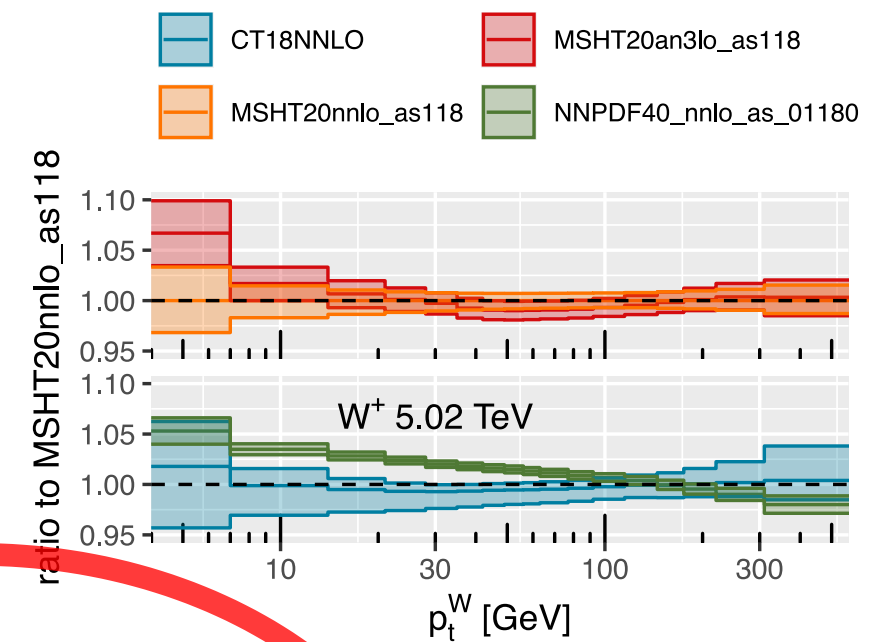 CT18NNLO
MSHT20an3lo_as118
MSHT20nnlo_as118
NNPDF40_nnlo_as_01180
ratio to MSHT20nnlo_as118
1.10
1.05
1.00
0.95
1.10
W⁺ 5.02 TeV
1.05
1.00
0.95
10 30 100 300
pₜᵂ [GeV]